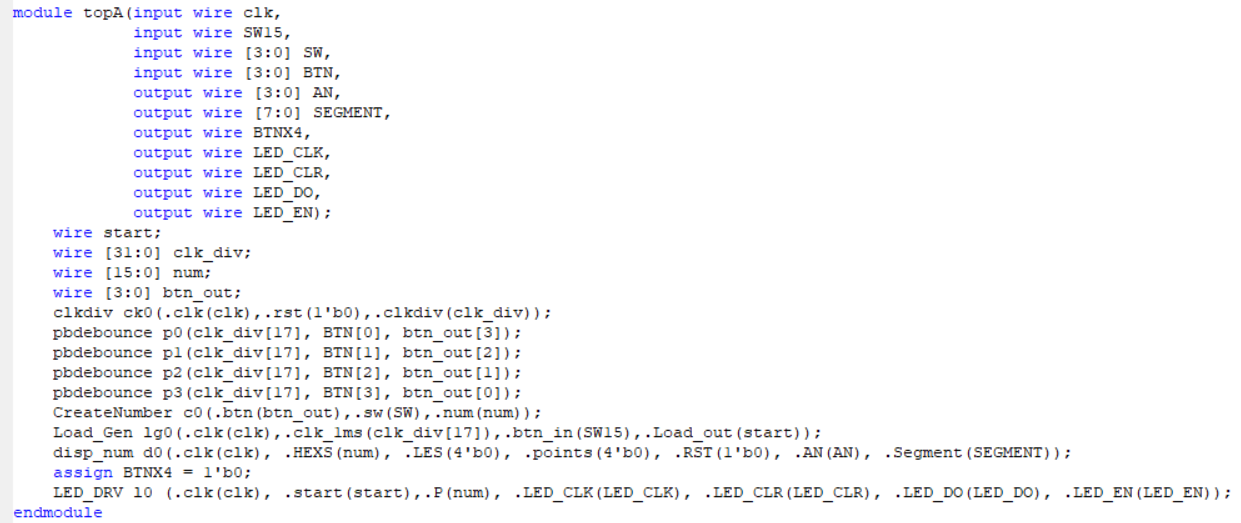 module topA(input wire clk,
input wire SW15,
input wire [3:0] SW,
input wire [3:0] BTN,
output wire [3:0] AN,
output wire [7:0] SEGMENT,
output wire BTNX4,
output wire LED_CLK,
output wire LED_CLR,
output wire LED_DO,
output wire LED_EN);
wire start;
wire [31:0] clk_div;
wire [15:0] num;
wire [3:0] btn_out;
clkdiv ck0(.clk(clk),.rst(1'b0),.clkdiv(clk_div));
pbdebounce p0(clk_div[17], BTN[0], btn_out[3]);
pbdebounce p1(clk_div[17], BTN[1], btn_out[2]);
pbdebounce p2(clk_div[17], BTN[2], btn_out[1]);
pbdebounce p3(clk_div[17], BTN[3], btn_out[0]);
CreateNumber c0(.btn(btn_out),.sw(SW),.num(num));
Load_Gen lg0(.clk(clk),.clk_1ms(clk_div[17]),.btn_in(SW15),.Load_out(start));
disp_num d0(.clk(clk), .HEXS(num), .LES(4'b0), .points(4'b0), .RST(1'b0), .AN(AN), .Segment(SEGMENT));
assign BTNX4 = 1'b0;
LED_DRV l0 (.clk(clk), .start(start),.P(num), .LED_CLK(LED_CLK), .LED_CLR(LED_CLR), .LED_DO(LED_DO), .LED_EN(LED_EN));
endmodule